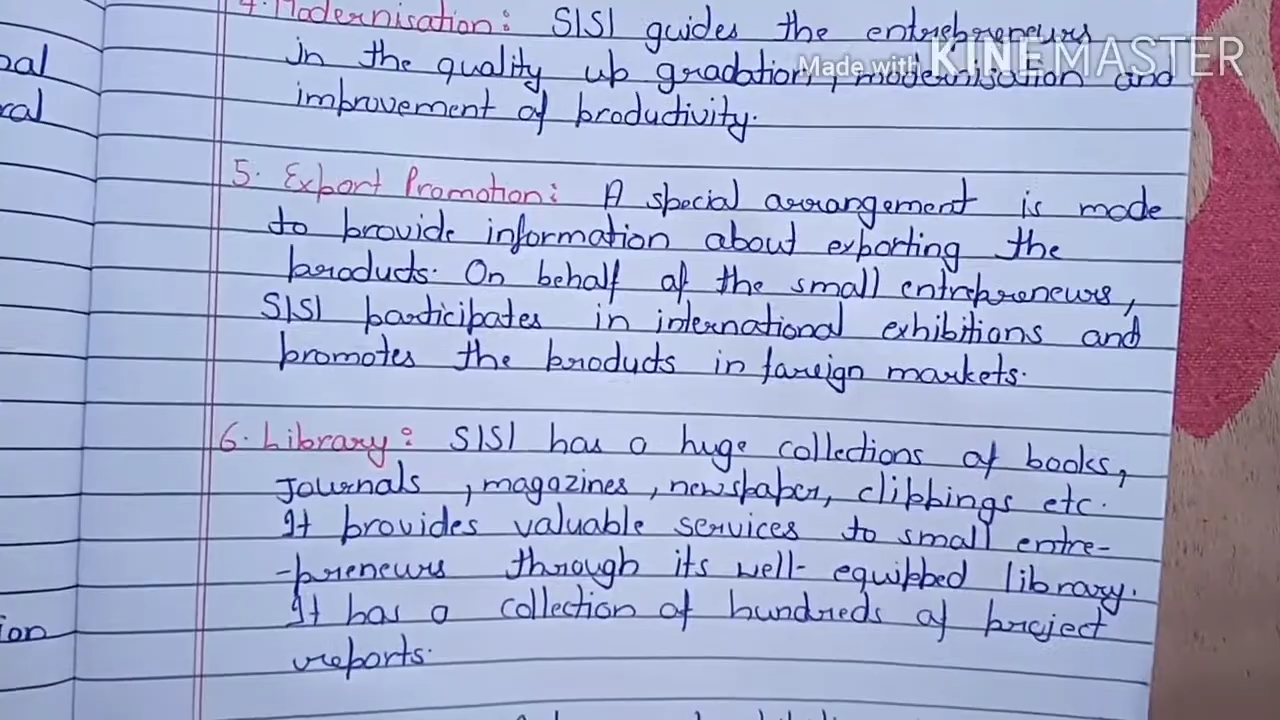 ral
ral
4. Modernisation: SISI guides the entrepreneurs
in the quality up gradation, modernisation and
improvement of productivity.
Made with KINEMASTER
5. Export Promotion: A special arrangement is made
to provide information about exporting the
products. On behalf of the small entrepreneurs,
SISI participates in international exhibitions and
promotes the products in foreign markets.
6. Library: SISI has a huge collections of books,
Journals, magazines, newspaper, clippings etc.
It provides valuable services to small entre-
-preneurs through its well-equipped library.
It has a collection of hundreds of project
reports.
ion